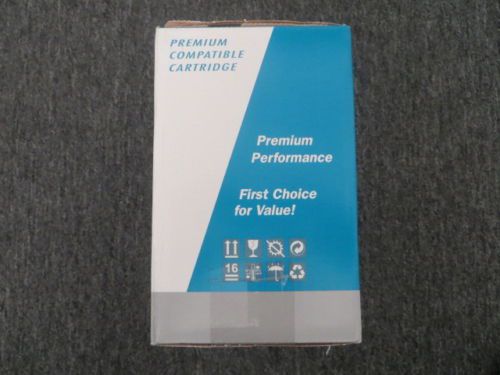 PREMIUM
COMPATIBLE
CARTRIDGE
Premium
Performance
First Choice
for Value!
16